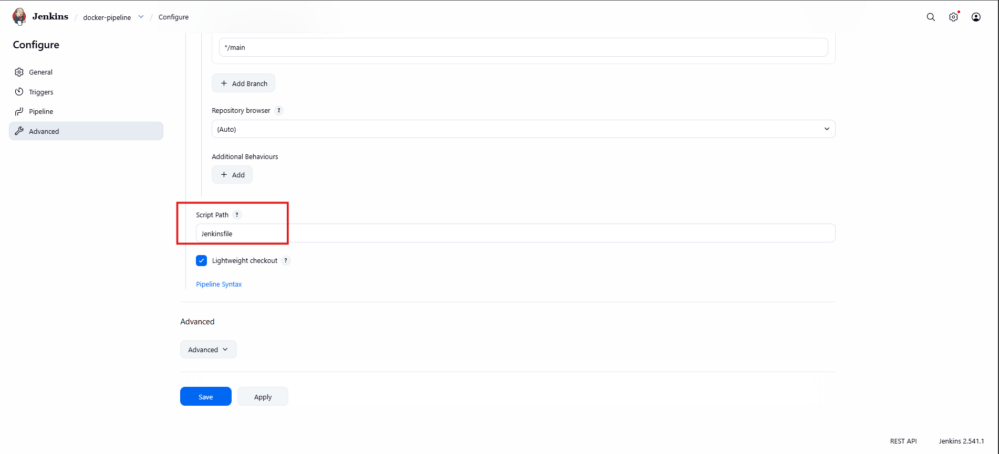 Jenkins / docker-pipeline / Configure
Configure
General
Triggers
Pipeline
Advanced
*/main
+ Add Branch
Repository browser ?
(Auto)
Additional Behaviours
+ Add
Script Path ?
Jenkinsfile
Lightweight checkout ?
Pipeline Syntax
Advanced
Advanced
Save Apply
REST API Jenkins 2.541.1